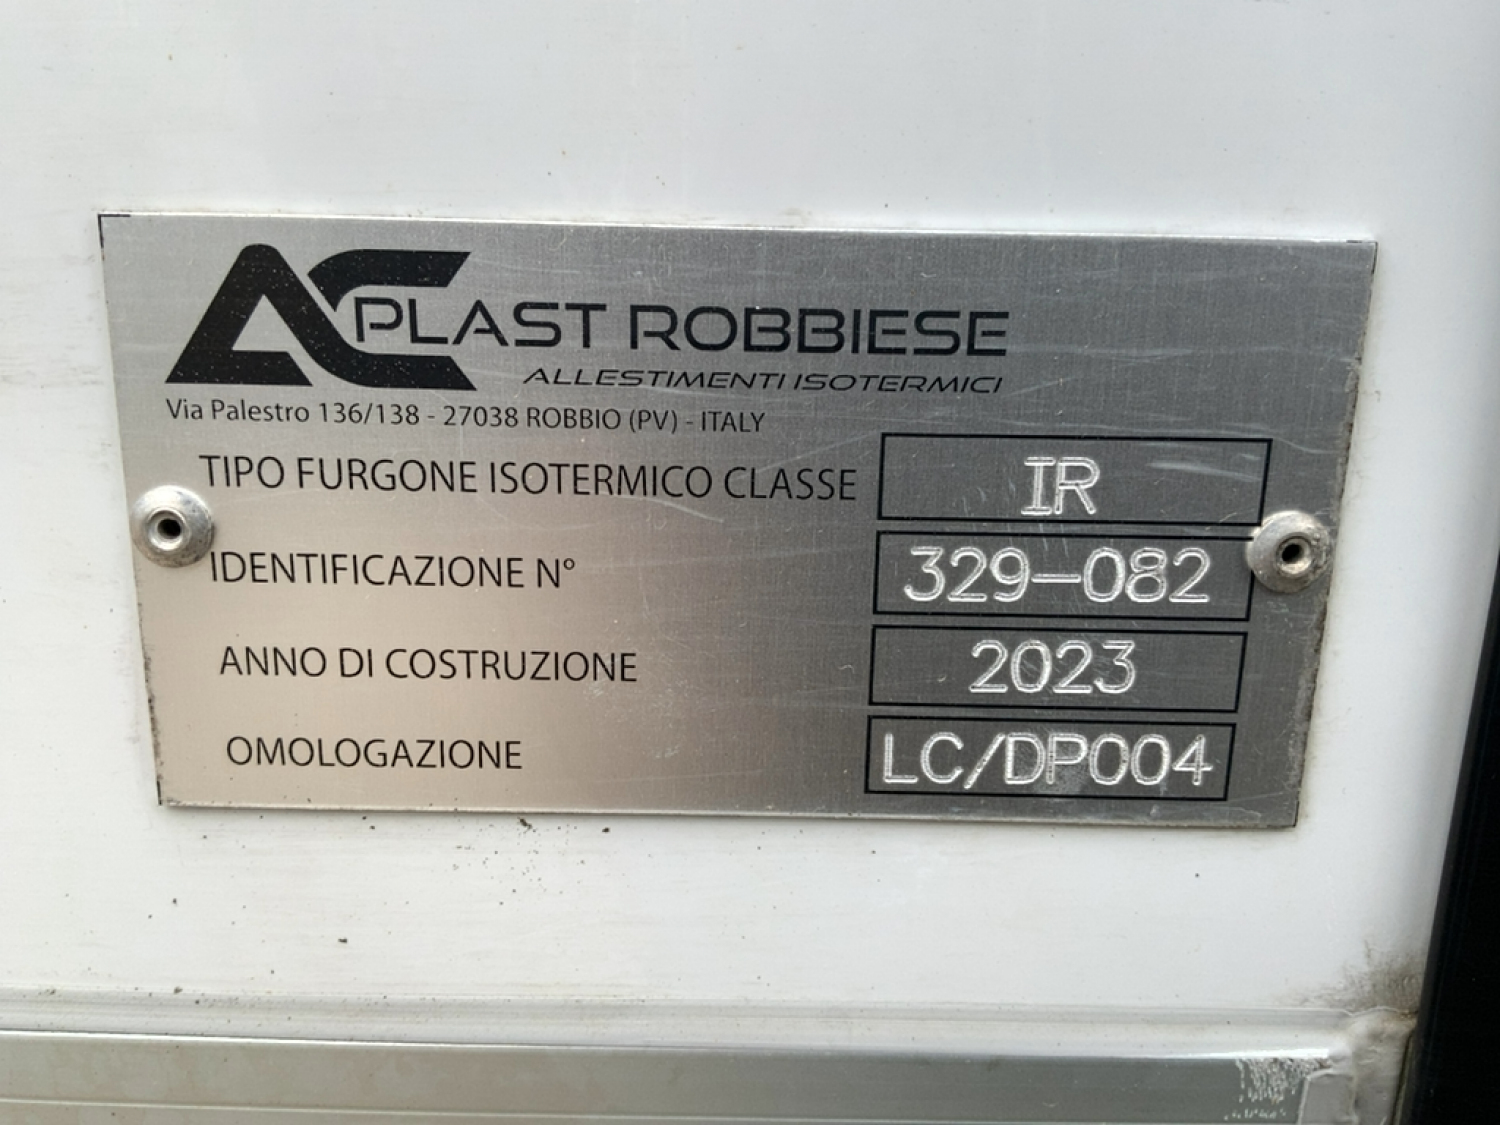 AC PLAST ROBBIESE
ALLESTIMENTI ISOTERMICI
Via Palestro 136/138 - 27038 ROBBIO (PV) - ITALY
TIPO FURGONE ISOTERMICO CLASSE IR
IDENTIFICAZIONE N° 329-082
ANNO DI COSTRUZIONE 2023
OMOLOGAZIONE LC/DP004